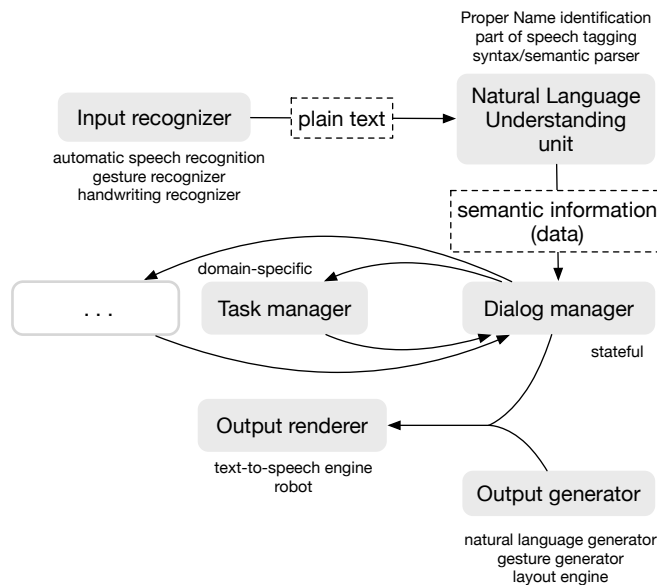 Proper Name identification
part of speech tagging
syntax/semantic parser
Input recognizer
plain text
Natural Language
Understanding
unit
automatic speech recognition
gesture recognizer
handwriting recognizer
semantic information
(data)
domain-specific
. . .
Task manager
Dialog manager
stateful
Output renderer
text-to-speech engine
robot
Output generator
natural language generator
gesture generator
layout engine